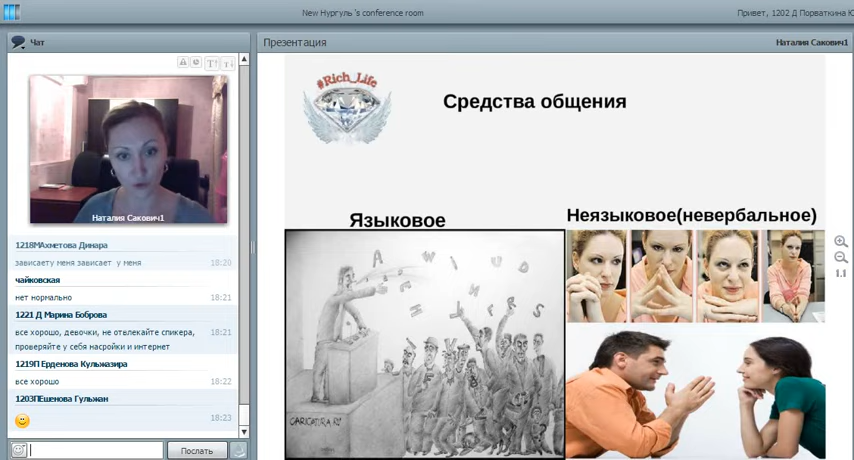 New Нургуль 's conference room
Привет, 1202 Д Порваткина Ю
Чат
Презентация
Наталия Сакович1
Наталия Сакович1
#Rich_Life
Средства общения
Языковое
Неязыковое(невербальное)
1218МАхметова Динара
зависаету меня зависает у меня
18:20
чайковская
нет нормально
18:21
1221 Д Марина Боброва
все хорошо, девочки, не отвлекайте спикера,
18:21
проверяйте у себя насройки и интернет
1219П Ерденова Кульжазира
все хорошо
18:22
1203ПЕшенова Гульжан
18:23
Послать
1:1
CARICATURA.RU